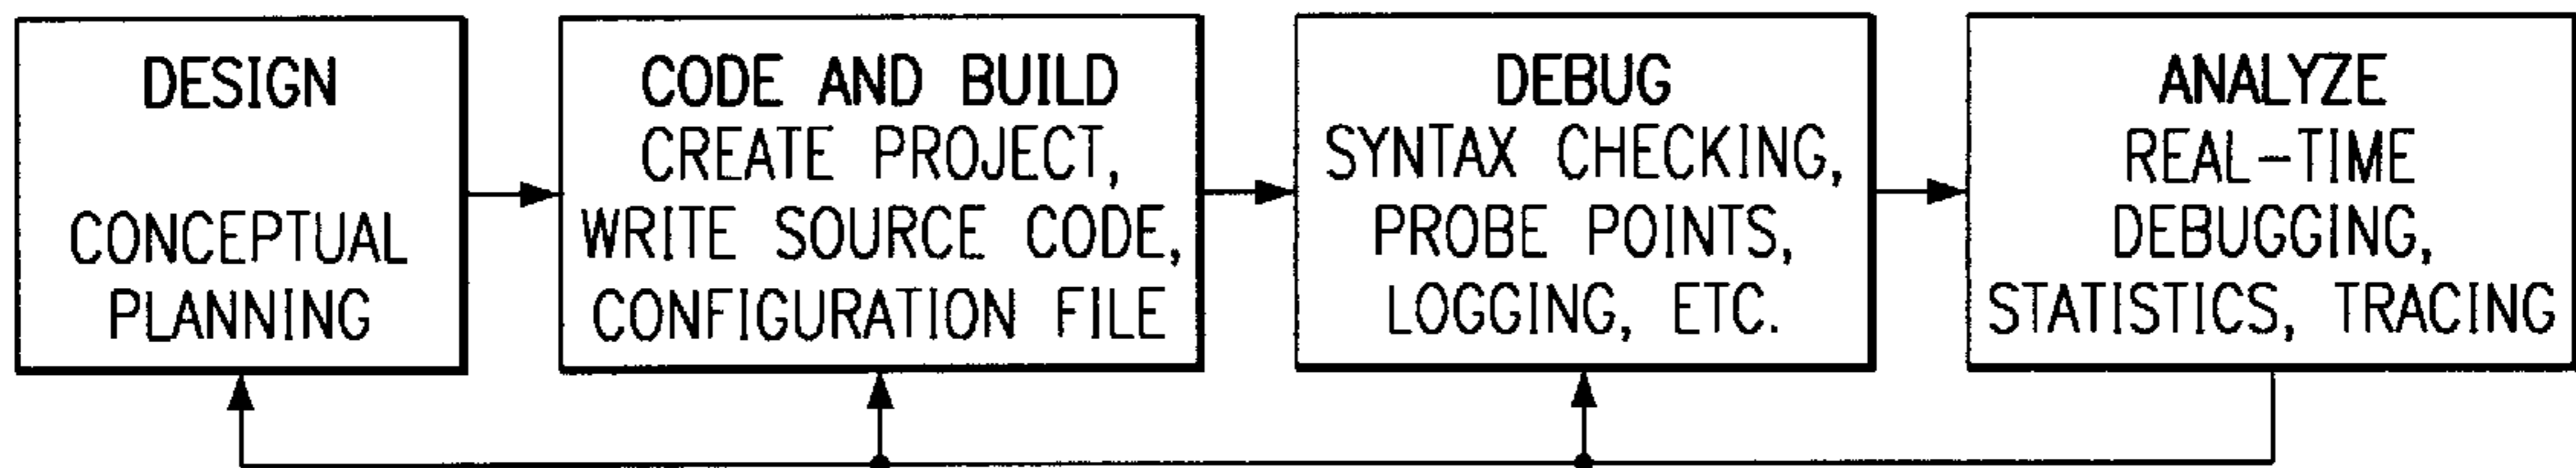 DESIGN
CONCEPTUAL
PLANNING
CODE AND BUILD
CREATE PROJECT,
WRITE SOURCE CODE,
CONFIGURATION FILE
DEBUG
SYNTAX CHECKING,
PROBE POINTS,
LOGGING, ETC.
ANALYZE
REAL-TIME
DEBUGGING,
STATISTICS, TRACING